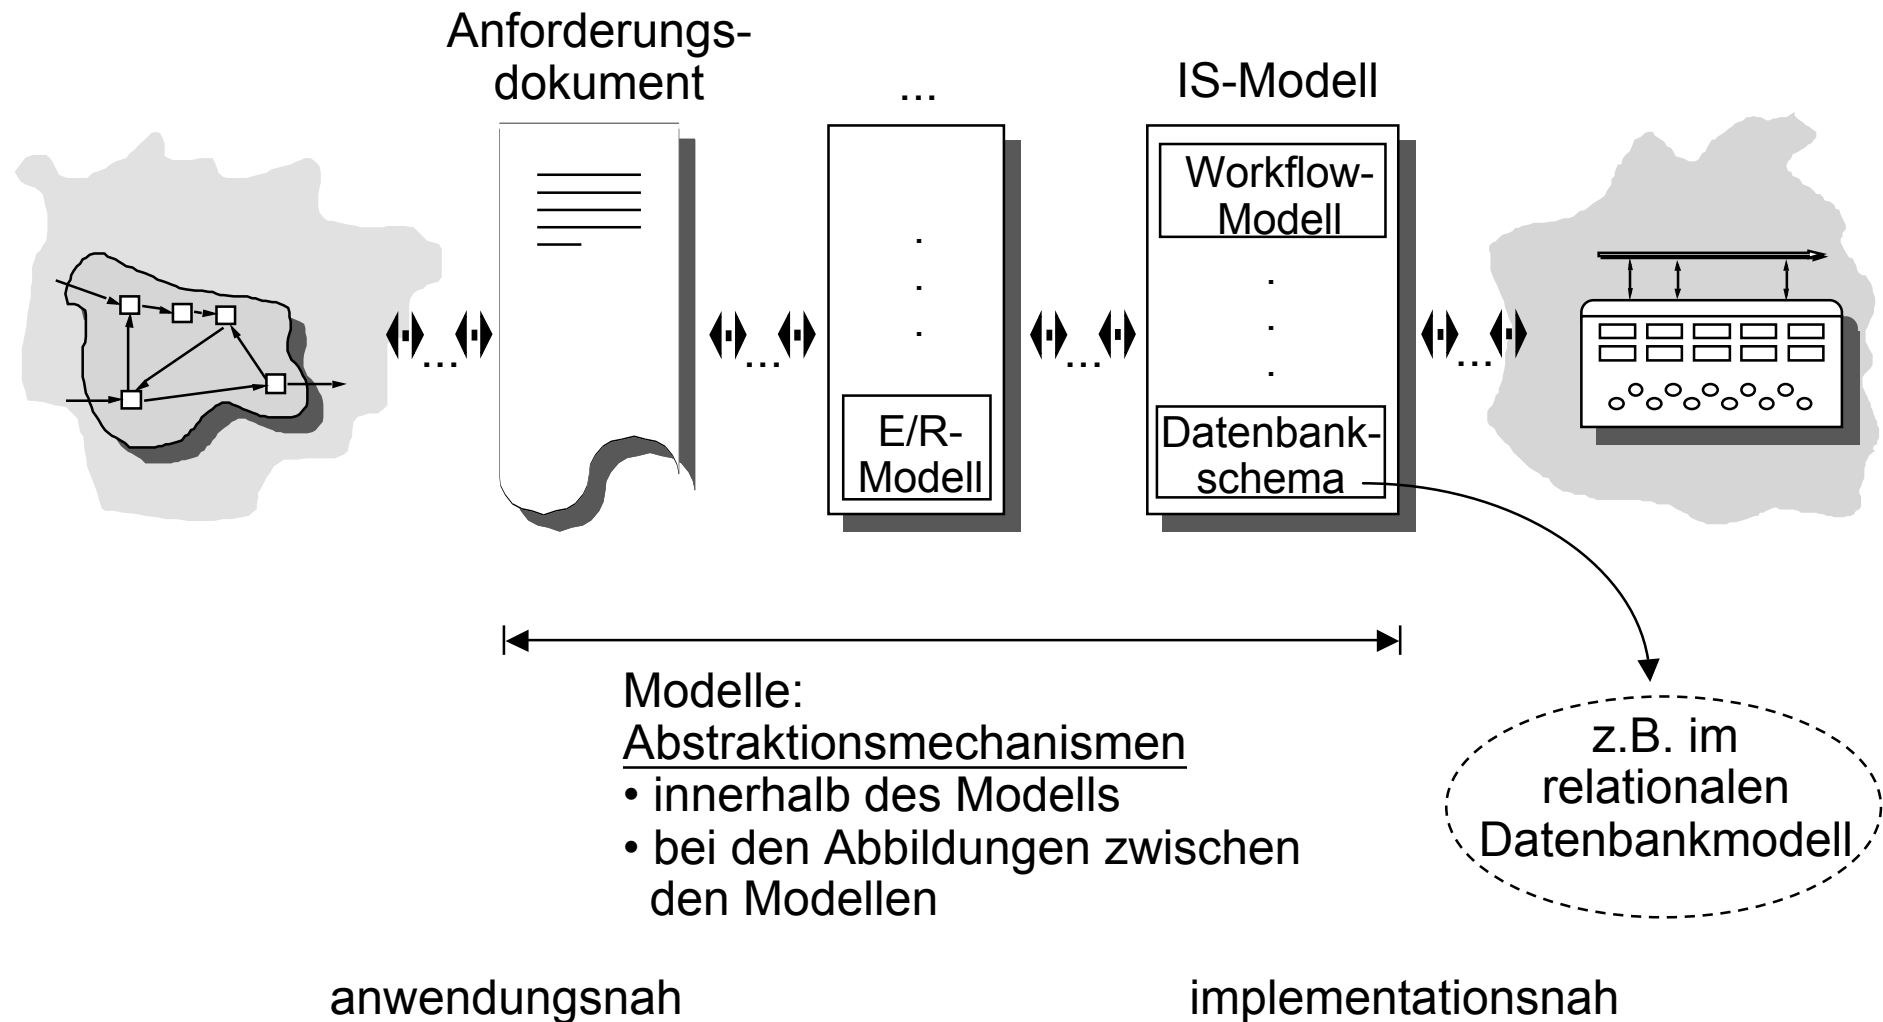 Anforderungs-
dokument
...
IS-Modell
Workflow-
Modell
.
.
.
.
.
.
...
...
...
...
E/R-
Modell
Datenbank-
schema
Modelle:
Abstraktionsmechanismen
• innerhalb des Modells
• bei den Abbildungen zwischen
den Modellen
z.B. im
relationalen
Datenbankmodell
anwendungsnah
implementationsnah